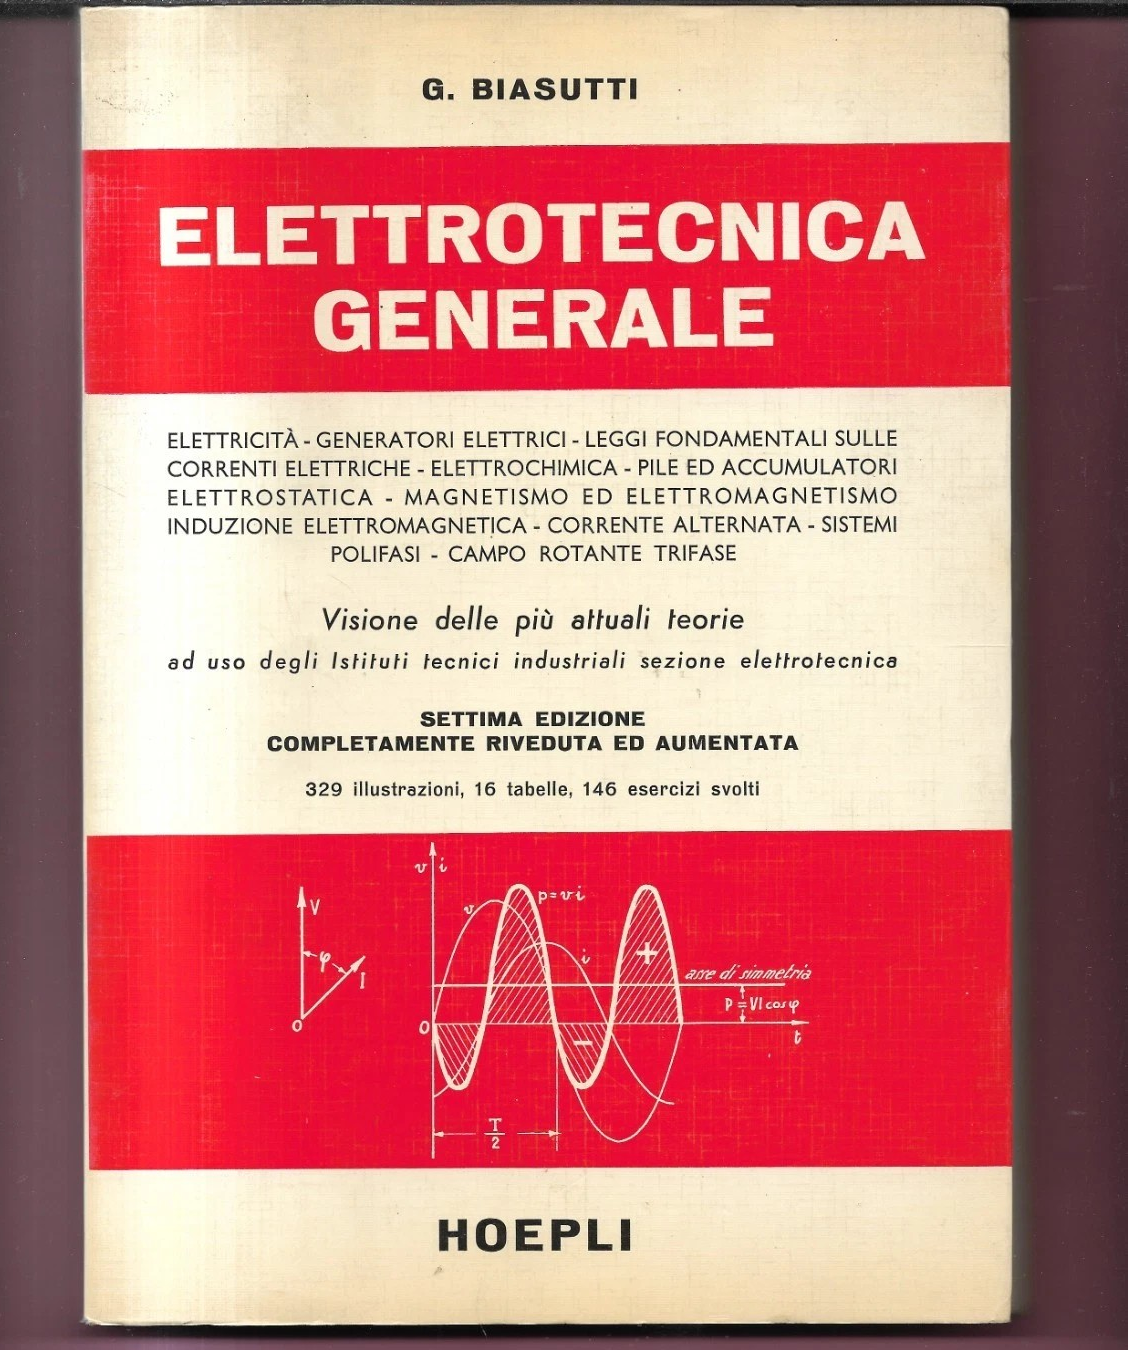 G. BIASUTTI
ELETTROTECNICA
GENERALE
ELETTRICITÀ - GENERATORI ELETTRICI - LEGGI FONDAMENTALI SULLE
CORRENTI ELETTRICHE - ELETTROCHIMICA - PILE ED ACCUMULATORI
ELETTROSTATICA - MAGNETISMO ED ELETTROMAGNETISMO
INDUZIONE ELETTROMAGNETICA - CORRENTE ALTERNATA - SISTEMI
POLIFASI - CAMPO ROTANTE TRIFASE
Visione delle più attuali teorie
ad uso degli Istituti tecnici industriali sezione elettrotecnica
SETTIMA EDIZIONE
COMPLETAMENTE RIVEDUTA ED AUMENTATA
329 illustrazioni, 16 tabelle, 146 esercizi svolti
v i
V
v
p=vi
φ
I
i
+
asse di simmetria
P=VI cos φ
O
O
−
t
T/2
HOEPLI